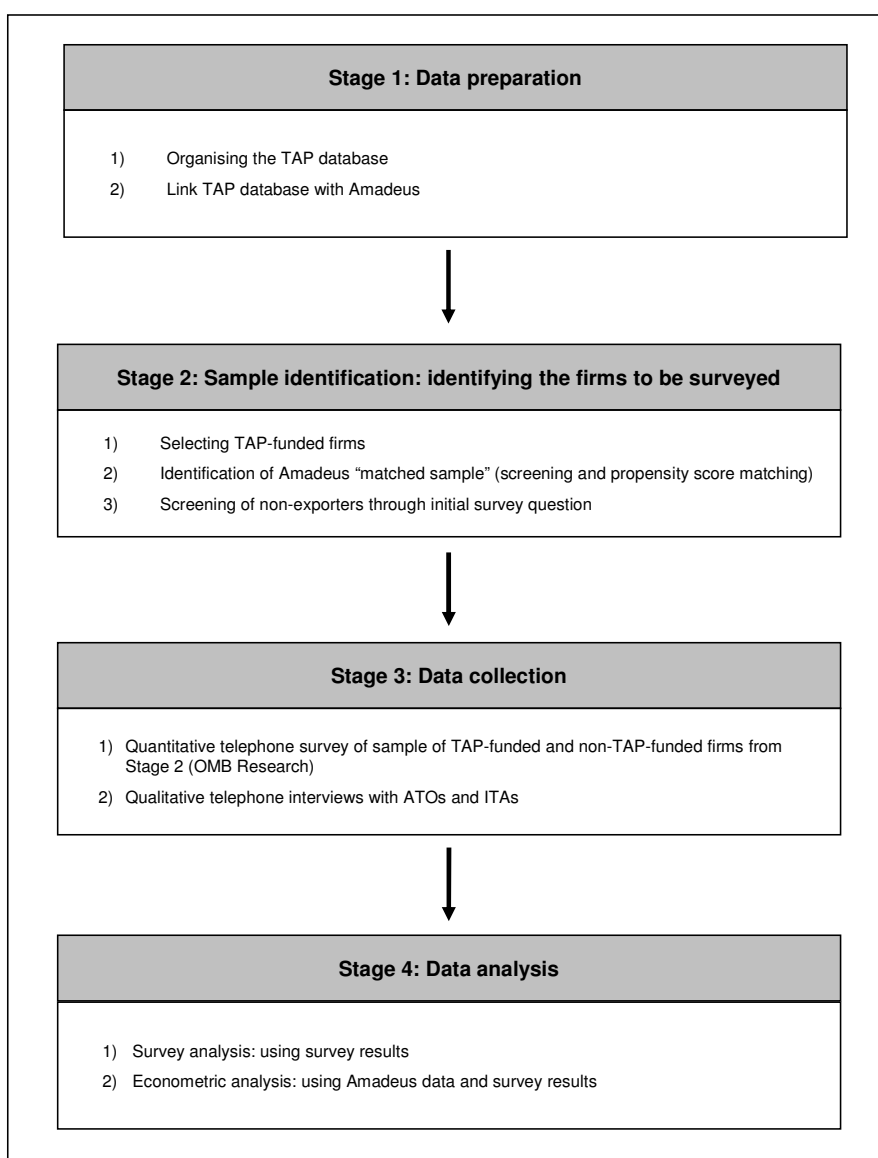 Stage 1: Data preparation
1) Organising the TAP database
2) Link TAP database with Amadeus
Stage 2: Sample identification: identifying the firms to be surveyed
1) Selecting TAP-funded firms
2) Identification of Amadeus “matched sample” (screening and propensity score matching)
3) Screening of non-exporters through initial survey question
Stage 3: Data collection
1) Quantitative telephone survey of sample of TAP-funded and non-TAP-funded firms from
Stage 2 (OMB Research)
2) Qualitative telephone interviews with ATOs and ITAs
Stage 4: Data analysis
1) Survey analysis: using survey results
2) Econometric analysis: using Amadeus data and survey results